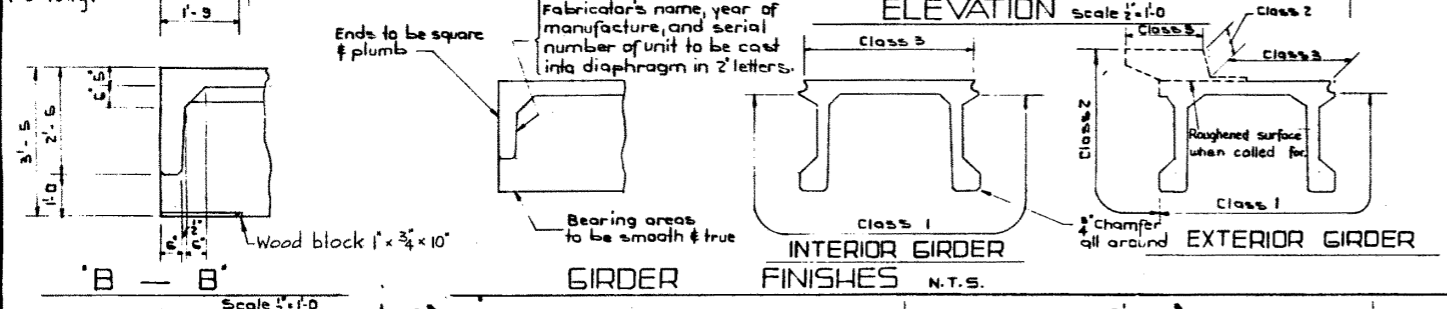 1'-9
Ends to be square
& plumb
Fabricator's name, year of
manufacture, and serial
number of unit to be cast
into diaphragm in 2" letters.
ELEVATION Scale ½"=1'-0
Class 3
Class 3
Class 2
Class 3
5"
6"
2'-5
3'-5
1'-0
6"
½"
6"
Wood block 1" × ¾" × 10"
Bearing areas
to be smooth & true
Class 1
Class 2
Roughened surface
when called for.
Class 1
¾" Chamfer
all around
INTERIOR GIRDER
EXTERIOR GIRDER
"B — B"
GIRDER FINISHES N.T.S.